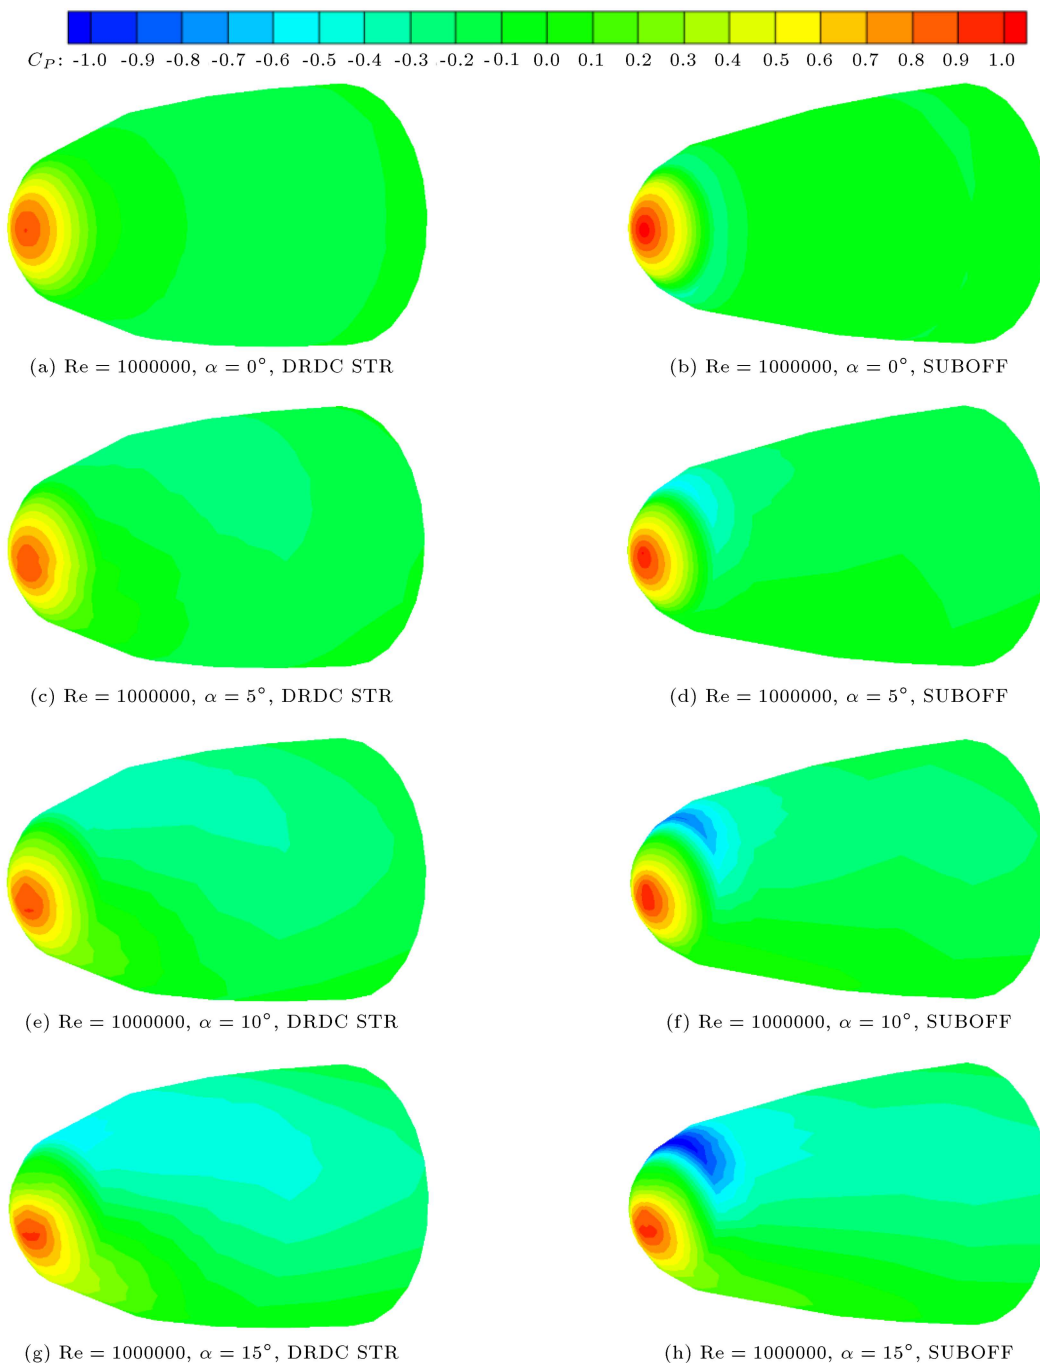 C_P: -1.0 -0.9 -0.8 -0.7 -0.6 -0.5 -0.4 -0.3 -0.2 -0.1 0.0 0.1 0.2 0.3 0.4 0.5 0.6 0.7 0.8 0.9 1.0
(a) Re = 1000000, α = 0°, DRDC STR
(b) Re = 1000000, α = 0°, SUBOFF
(c) Re = 1000000, α = 5°, DRDC STR
(d) Re = 1000000, α = 5°, SUBOFF
(e) Re = 1000000, α = 10°, DRDC STR
(f) Re = 1000000, α = 10°, SUBOFF
(g) Re = 1000000, α = 15°, DRDC STR
(h) Re = 1000000, α = 15°, SUBOFF